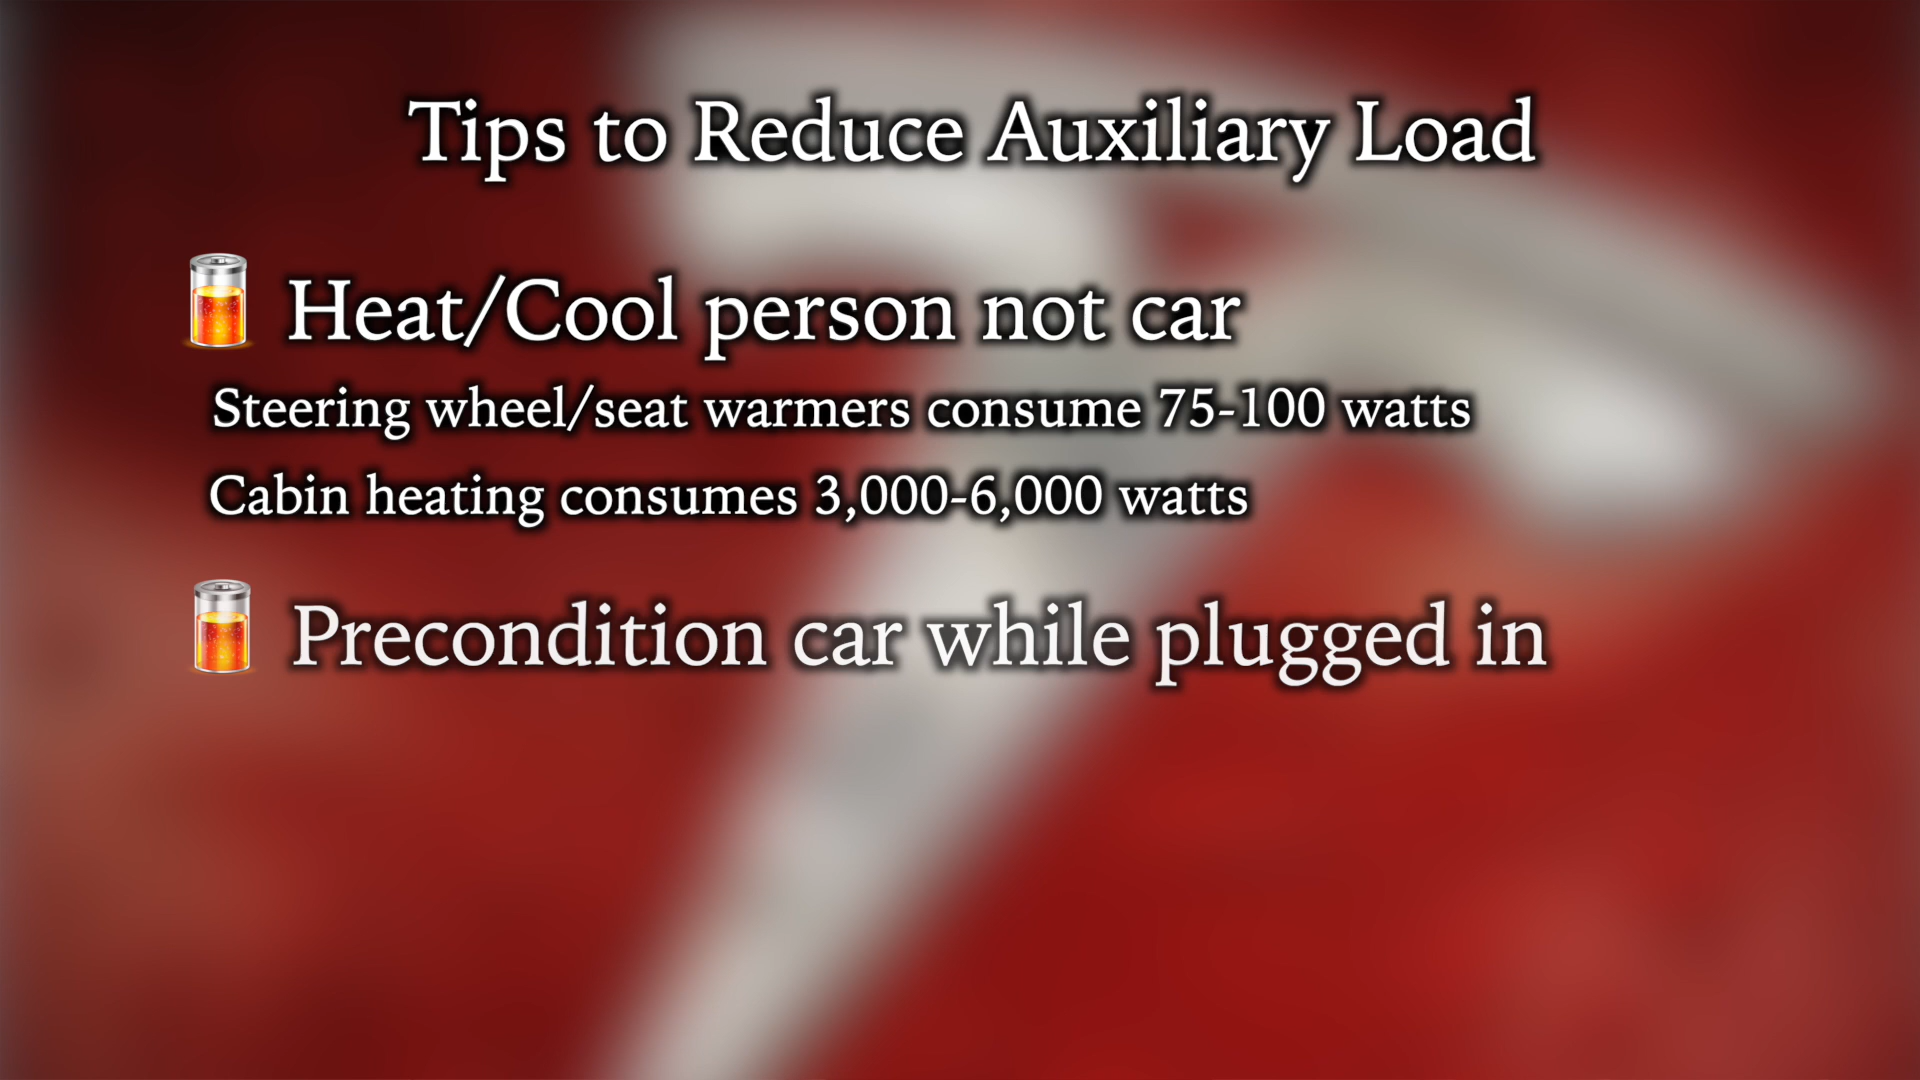 Tips to Reduce Auxiliary Load
Heat/Cool person not car
Steering wheel/seat warmers consume 75-100 watts
Cabin heating consumes 3,000-6,000 watts
Precondition car while plugged in